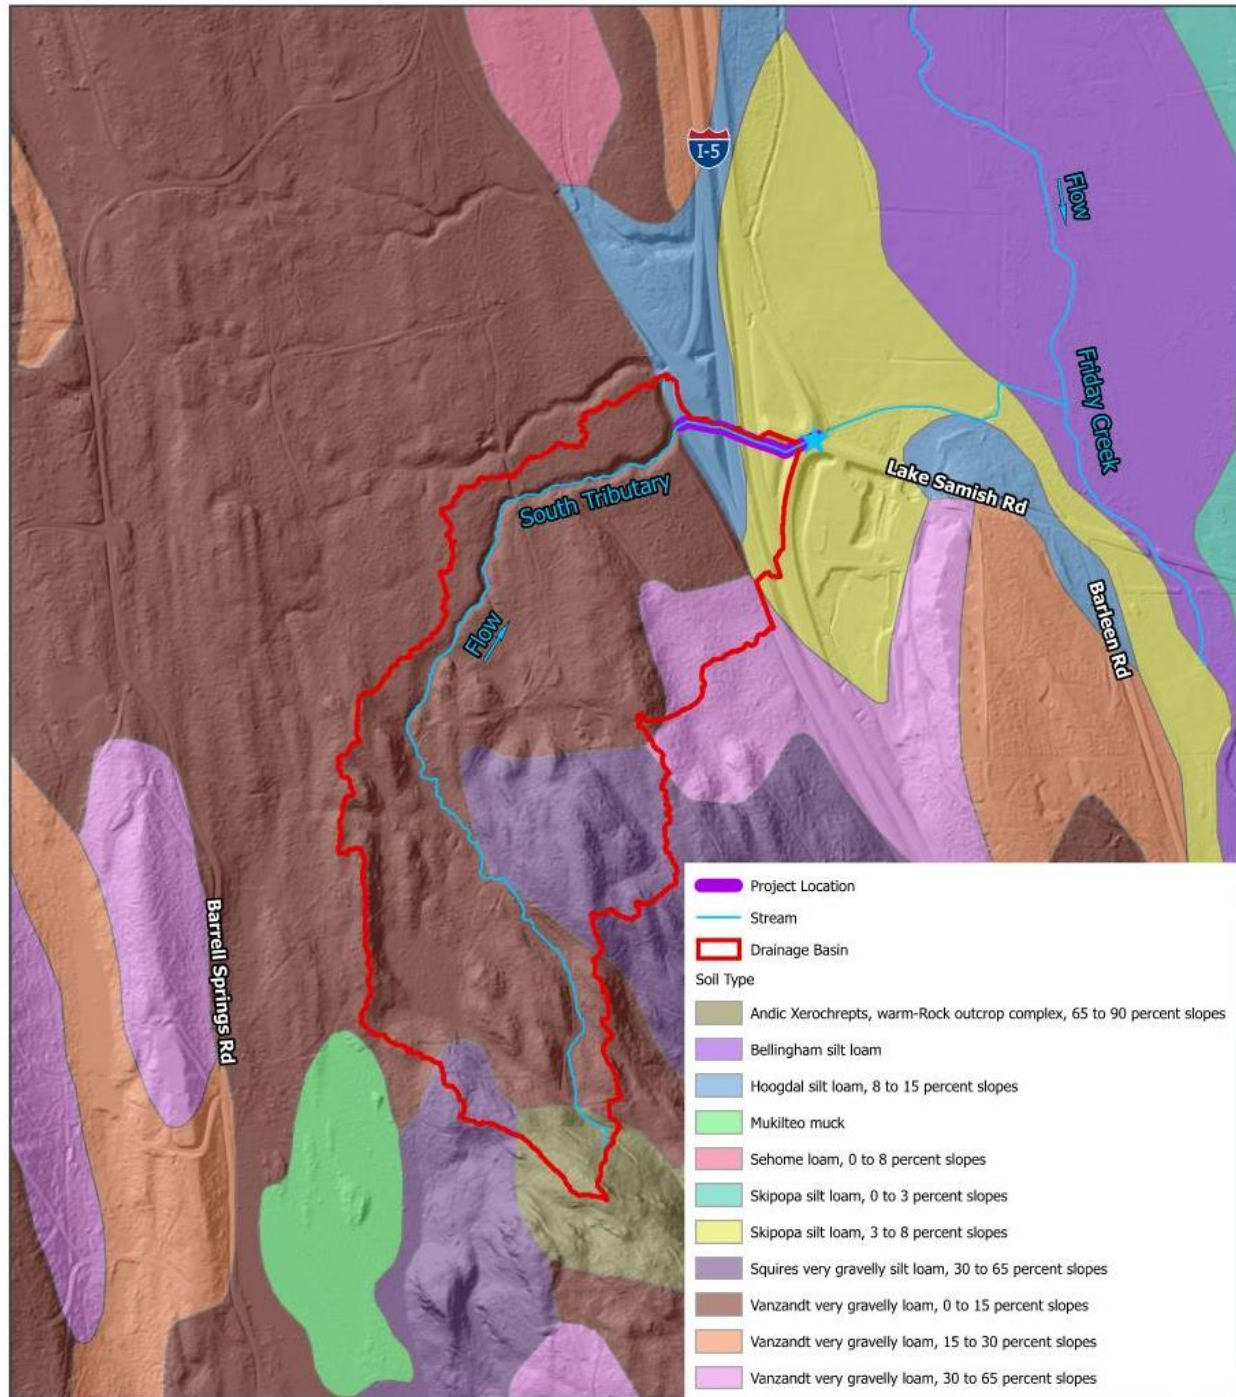 I-5
Flow
Friday Creek
Lake Samish Rd
South Tributary
Barleen Rd
Flow
Barrell Springs Rd
Project Location
Stream
Drainage Basin
Soil Type
Andic Xerochrepts, warm-Rock outcrop complex, 65 to 90 percent slopes
Bellingham silt loam
Hoogdal silt loam, 8 to 15 percent slopes
Mukilteo muck
Sehome loam, 0 to 8 percent slopes
Skipopa silt loam, 0 to 3 percent slopes
Skipopa silt loam, 3 to 8 percent slopes
Squires very gravelly silt loam, 30 to 65 percent slopes
Vanzandt very gravelly loam, 0 to 15 percent slopes
Vanzandt very gravelly loam, 15 to 30 percent slopes
Vanzandt very gravelly loam, 30 to 65 percent slopes